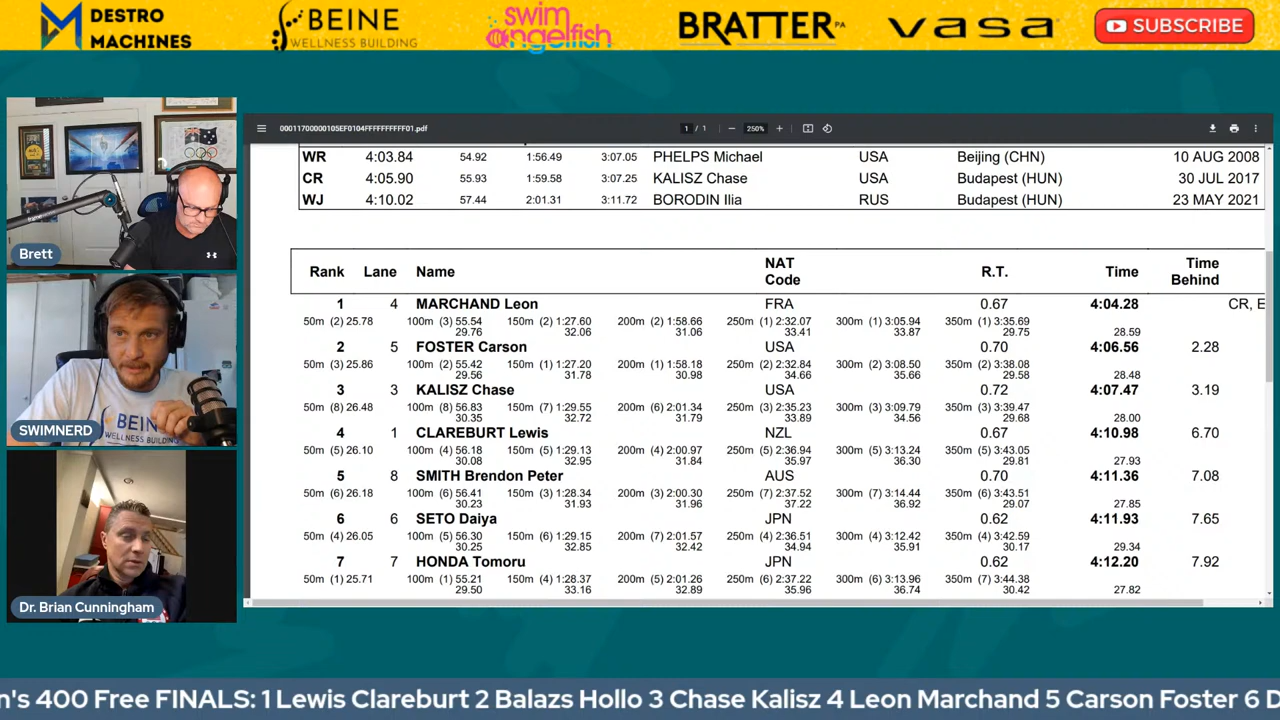 DESTRO
MACHINES
BEINE
WELLNESS BUILDING
swim
angelfish
BRATTER PA
vasa
SUBSCRIBE
00011700000105EF0104FFFFFFFFFF01.pdf
1 / 1
250%
WR 4:03.84 54.92 1:56.49 3:07.05 PHELPS Michael USA Beijing (CHN) 10 AUG 2008
CR 4:05.90 55.93 1:59.58 3:07.25 KALISZ Chase USA Budapest (HUN) 30 JUL 2017
WJ 4:10.02 57.44 2:01.31 3:11.72 BORODIN Ilia RUS Budapest (HUN) 23 MAY 2021
Rank Lane Name NAT Code R.T. Time Time Behind
1 4 MARCHAND Leon FRA 0.67 4:04.28 CR, E
50m (2) 25.78 100m (3) 55.54 150m (2) 1:27.60 200m (2) 1:58.66 250m (1) 2:32.07 300m (1) 3:05.94 350m (1) 3:35.69
29.76 32.06 31.06 33.41 33.87 29.75 28.59
2 5 FOSTER Carson USA 0.70 4:06.56 2.28
50m (3) 25.86 100m (2) 55.42 150m (1) 1:27.20 200m (1) 1:58.18 250m (2) 2:32.84 300m (2) 3:08.50 350m (2) 3:38.08
29.56 31.78 30.98 34.66 35.66 29.58 28.48
3 3 KALISZ Chase USA 0.72 4:07.47 3.19
50m (8) 26.48 100m (8) 56.83 150m (7) 1:29.55 200m (6) 2:01.34 250m (3) 2:35.23 300m (3) 3:09.79 350m (3) 3:39.47
30.35 32.72 31.79 33.89 34.56 29.68 28.00
4 1 CLAREBURT Lewis NZL 0.67 4:10.98 6.70
50m (5) 26.10 100m (4) 56.18 150m (5) 1:29.13 200m (4) 2:00.97 250m (5) 2:36.94 300m (5) 3:13.24 350m (5) 3:43.05
30.08 32.95 31.84 35.97 36.30 29.81 27.93
5 8 SMITH Brendon Peter AUS 0.70 4:11.36 7.08
50m (6) 26.18 100m (6) 56.41 150m (3) 1:28.34 200m (3) 2:00.30 250m (7) 2:37.52 300m (7) 3:14.44 350m (6) 3:43.51
30.23 31.93 31.96 37.22 36.92 29.07 27.85
6 6 SETO Daiya JPN 0.62 4:11.93 7.65
50m (4) 26.05 100m (5) 56.30 150m (6) 1:29.15 200m (7) 2:01.57 250m (4) 2:36.51 300m (4) 3:12.42 350m (4) 3:42.59
30.25 32.85 32.42 34.94 35.91 30.17 29.34
7 7 HONDA Tomoru JPN 0.62 4:12.20 7.92
50m (1) 25.71 100m (1) 55.21 150m (4) 1:28.37 200m (5) 2:01.26 250m (6) 2:37.22 300m (6) 3:13.96 350m (7) 3:44.38
29.50 33.16 32.89 35.96 36.74 30.42 27.82
Brett
BEINE
WELLNESS BUILDING
SWIMNERD
Dr. Brian Cunningham
n's 400 Free FINALS: 1 Lewis Clareburt 2 Balazs Hollo 3 Chase Kalisz 4 Leon Marchand 5 Carson Foster 6 D